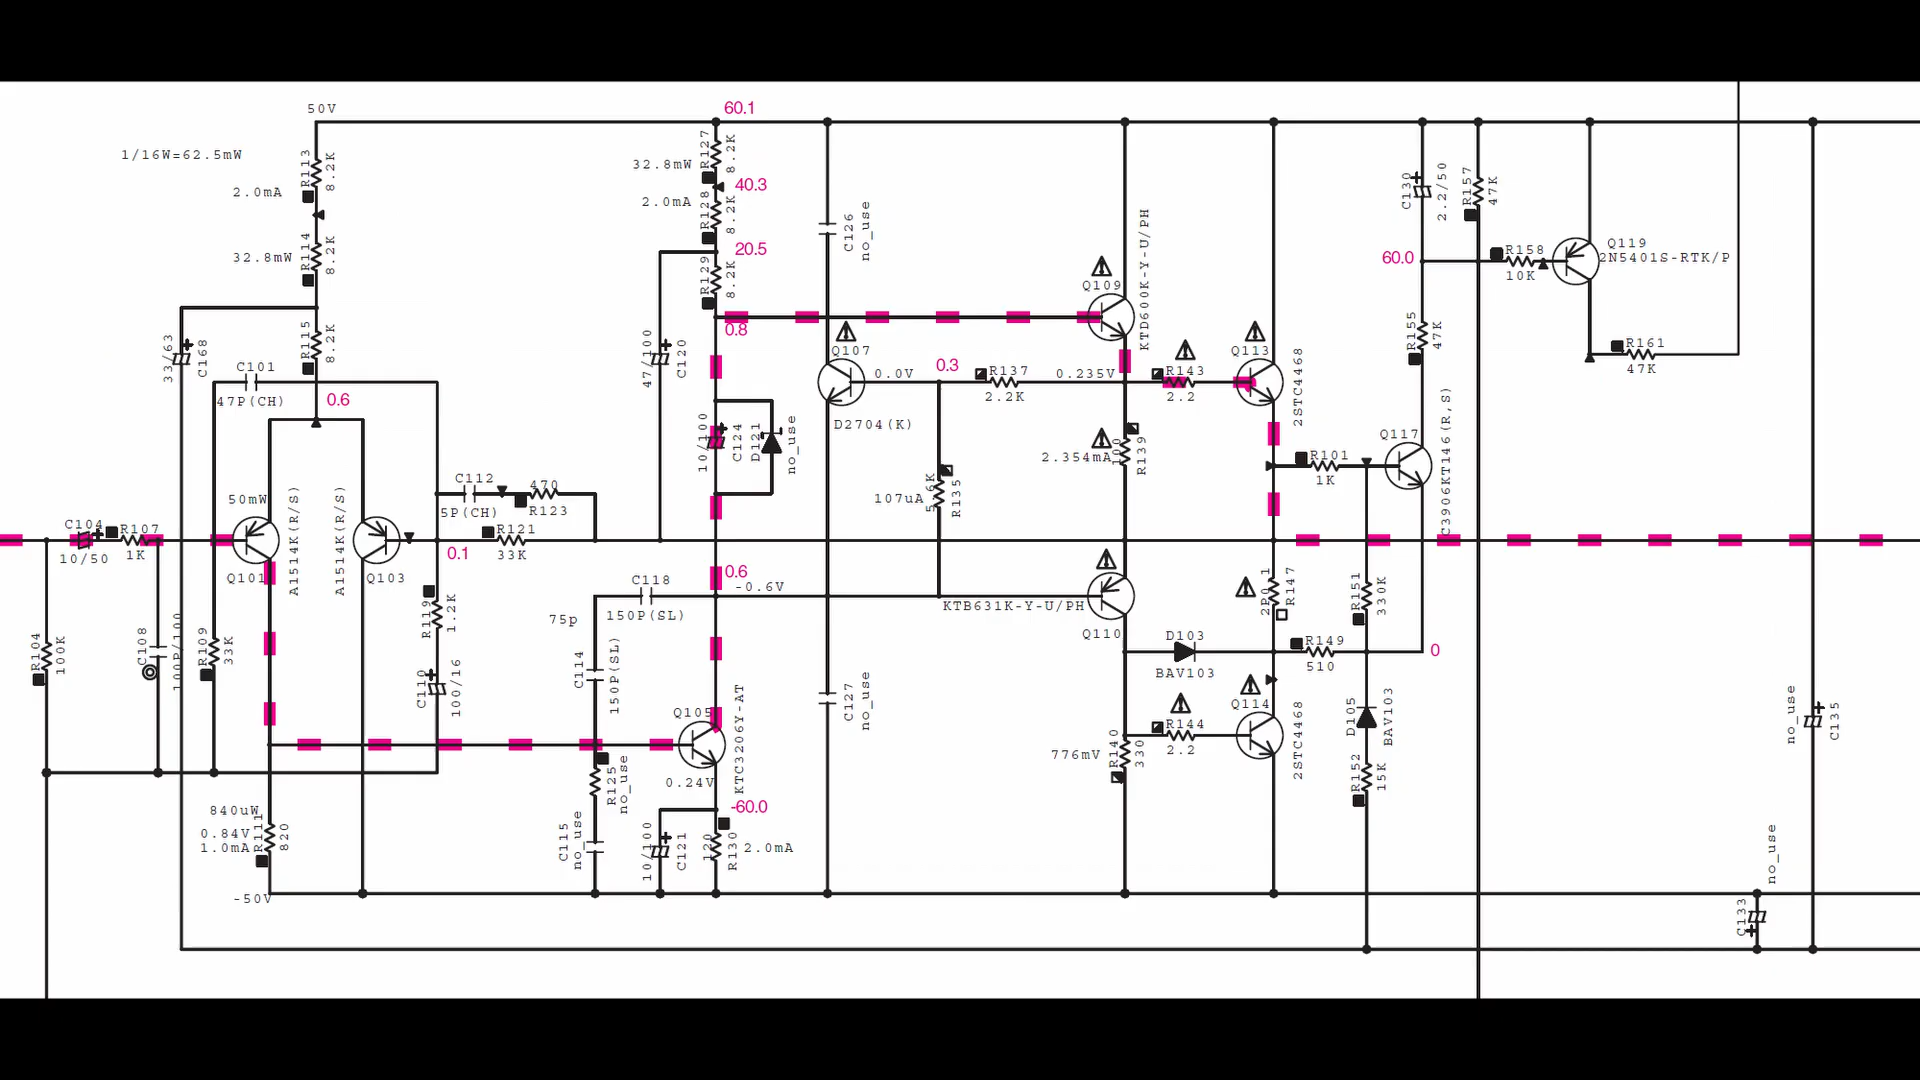 50V
60.1
1/16W=62.5mW
R113
8.2K
2.0mA
R114
8.2K
32.8mW
R115
8.2K
33/63
C168
C101
47P(CH)
0.6
50mW
A1514K(R/S)
A1514K(R/S)
Q101
Q103
C104
10/50
R107
1K
R104
100K
C108
100P/100
R109
33K
840uW
0.84V
1.0mA
R111
820
-50V
C112
5P(CH)
470
R123
R121
33K
0.1
R119
1.2K
C110
100/16
R127
8.2K
32.8mW
40.3
2.0mA
R128
8.2K
20.5
R129
8.2K
0.8
47/100
C120
10/100
C124
D121
no_use
0.6
-0.6V
C118
150P(SL)
75p
C114
150P(SL)
Q105
KTC3206Y-AT
0.24V
-60.0
R125
no_use
C115
no_use
10/100
C121
120
R130
2.0mA
C126
no_use
Q107
0.0V
D2704(K)
0.3
R137
2.2K
0.235V
107uA
5.6K
R135
C127
no_use
Q109
KTD600K-Y-U/PH
R143
2.2
Q113
2STC4468
2.354mA
100
R139
KTB631K-Y-U/PH
Q110
D103
BAV103
776mV
R140
330
R144
2.2
Q114
2STC4468
R147
R101
1K
Q117
C3906KT146(R,S)
R151
330K
R149
510
0
D105
BAV103
R152
15K
C130
2.2/50
R157
47K
60.0
R155
47K
R158
10K
Q119
2N5401S-RTK/P
R161
47K
no_use
C135
no_use
C133